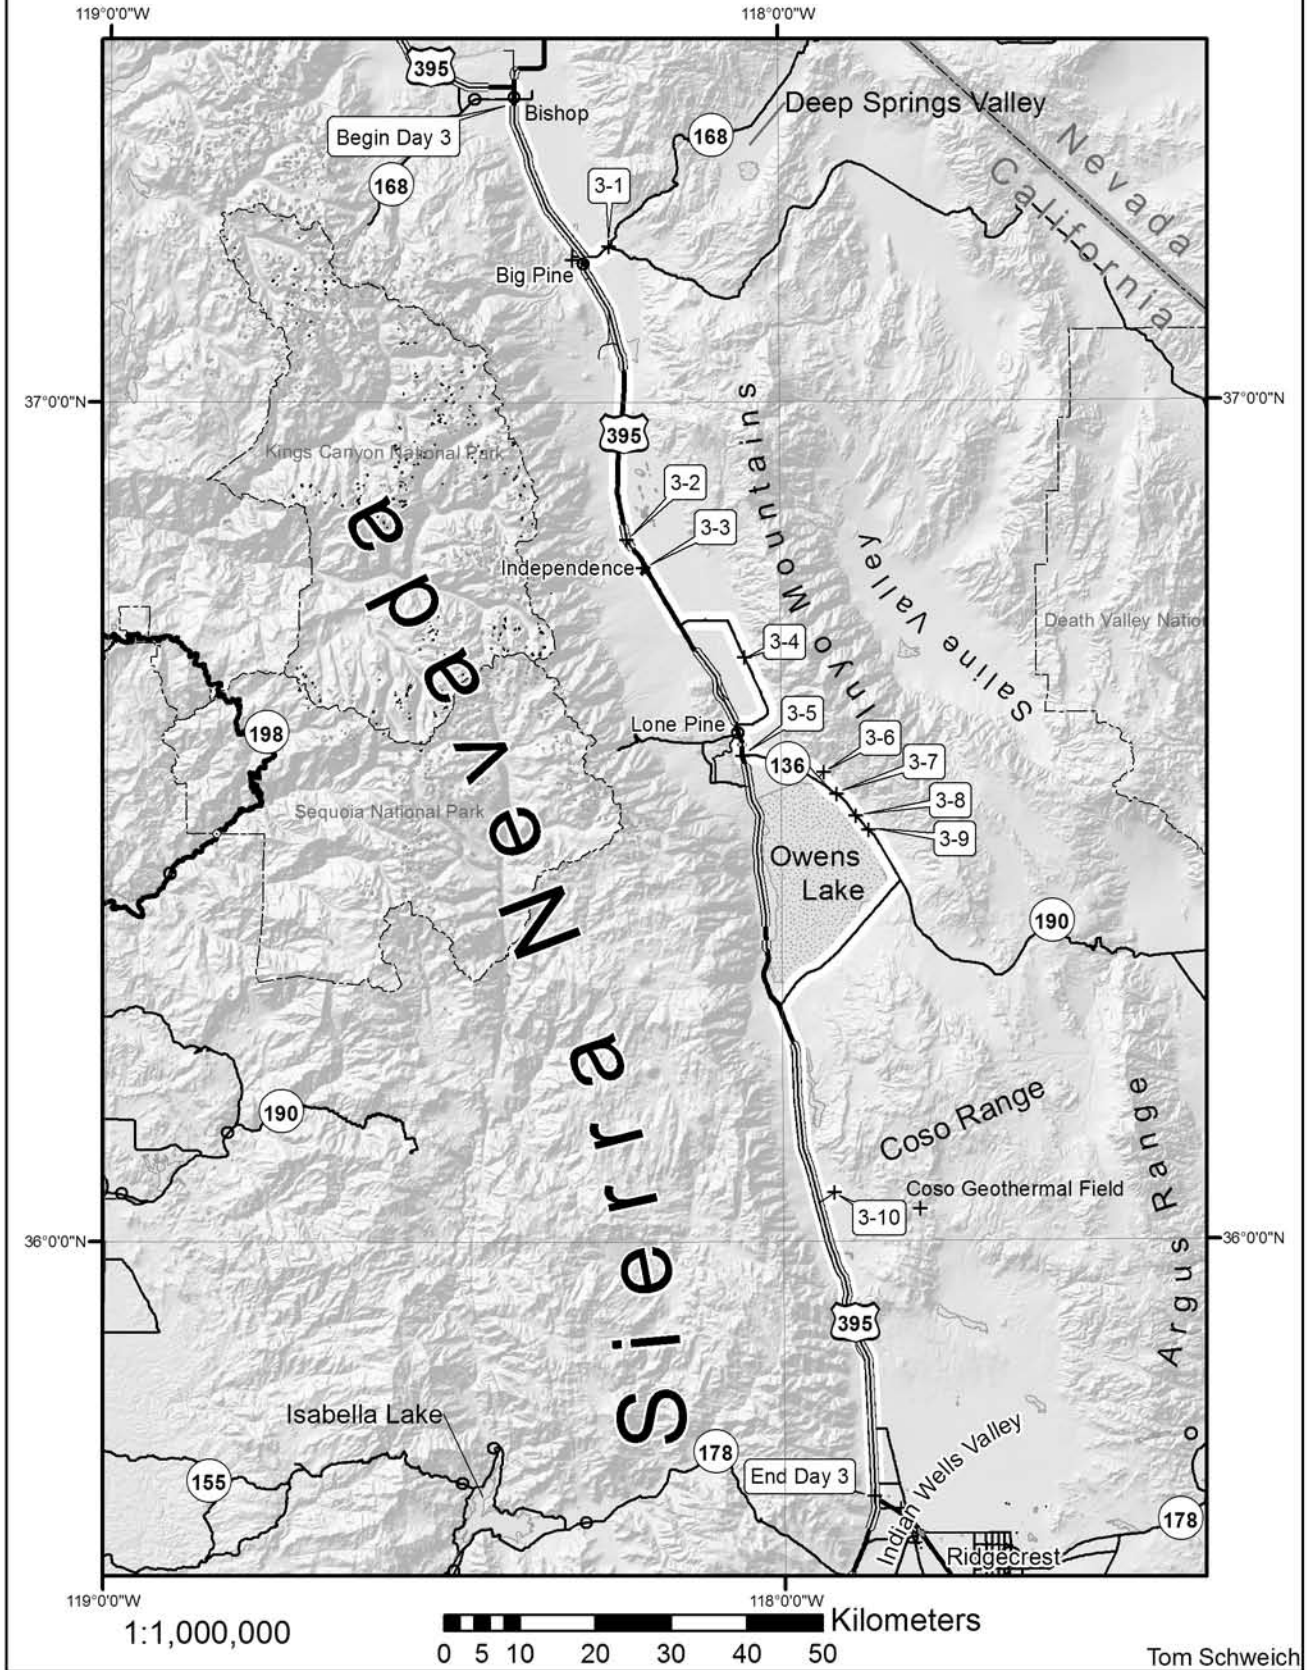 119°0'0"W
118°0'0"W
395
Bishop
Begin Day 3
168
168
Deep Springs Valley
Nevada
California
3-1
Big Pine
37°0'0"N
37°0'0"N
395
Kings Canyon National Park
3-2
3-3
Independence
Inyo Mountains
Saline Valley
Death Valley Natio
3-4
Lone Pine
3-5
136
3-6
3-7
3-8
3-9
198
Sequoia National Park
Owens
Lake
190
Sierra Nevada
190
Coso Range
Coso Geothermal Field
3-10
Argus Range
36°0'0"N
36°0'0"N
395
Isabella Lake
178
155
End Day 3
Indian Wells Valley
178
Ridgecrest
119°0'0"W
118°0'0"W
1:1,000,000
Kilometers
0 5 10 20 30 40 50
Tom Schweich